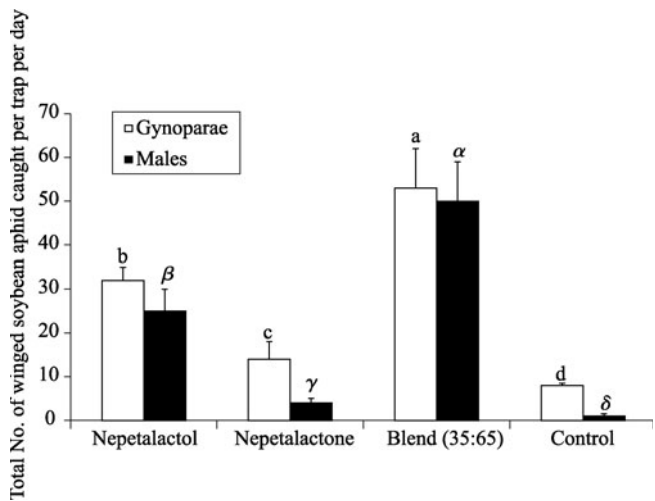 Total No. of winged soybean aphid caught per trap per day
70
60
50
40
30
20
10
0
Gynoparae
Males
b
β
c
γ
a
α
d
δ
Nepetalactol Nepetalactone Blend (35:65) Control